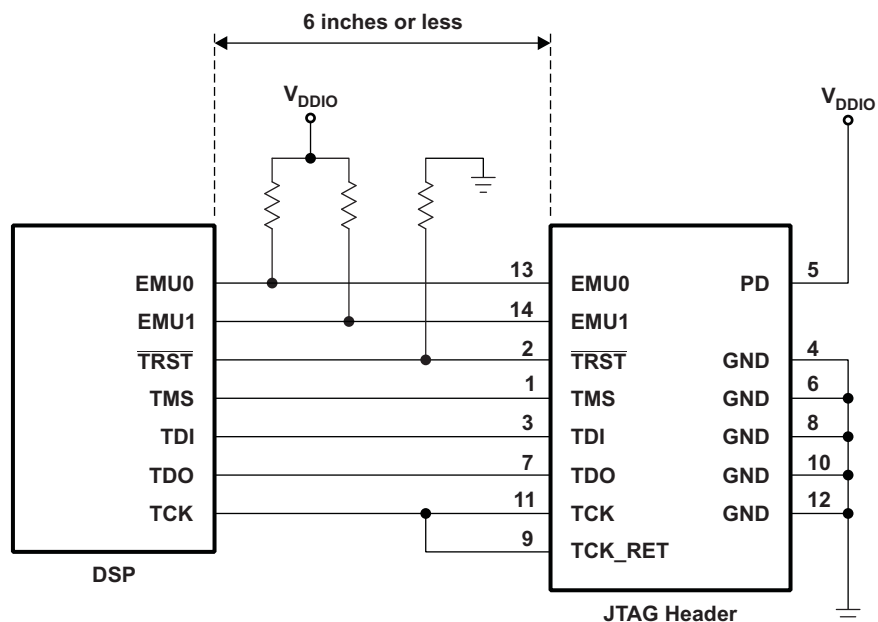 6 inches or less
VDDIO
VDDIO
EMU0
EMU1
TRST
TMS
TDI
TDO
TCK
DSP
13
14
2
1
3
7
11
9
EMU0
EMU1
TRST
TMS
TDI
TDO
TCK
TCK_RET
PD
GND
GND
GND
GND
GND
5
4
6
8
10
12
JTAG Header